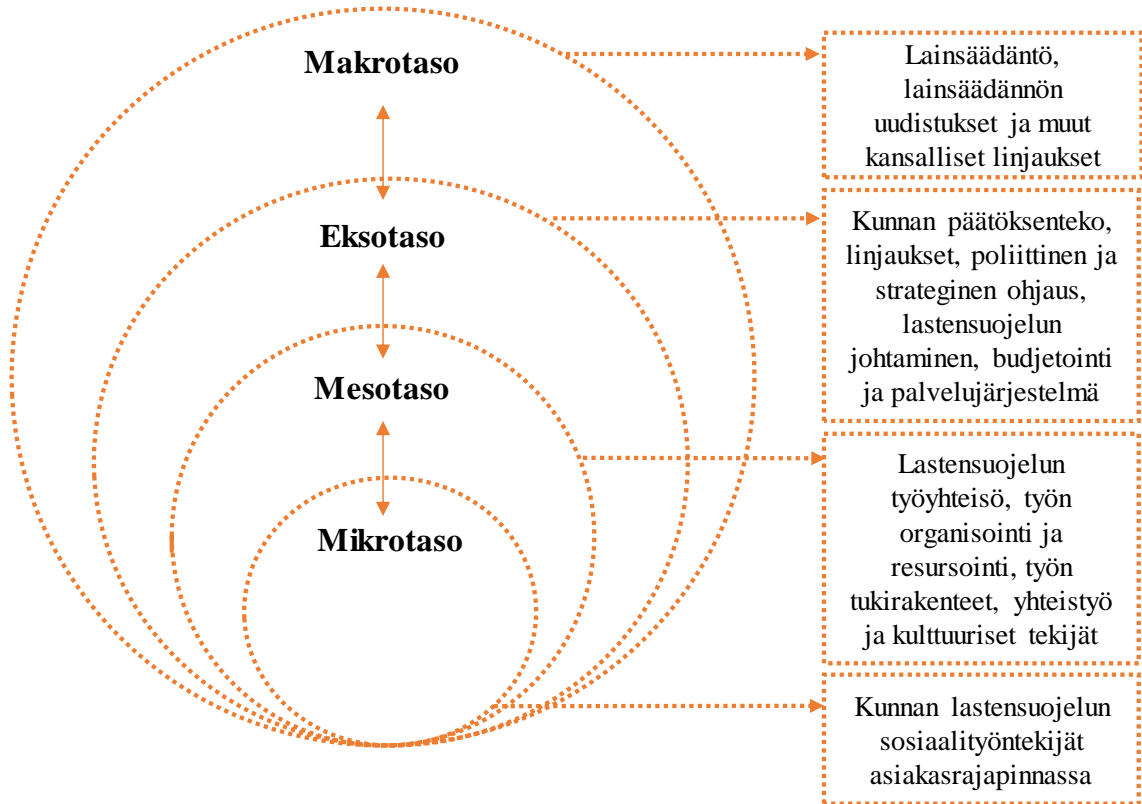 Makrotaso
Eksotaso
Mesotaso
Mikrotaso
Lainsäädäntö,
lainsäädännön
uudistukset ja muut
kansalliset linjaukset
Kunnan päätöksenteko,
linjaukset, poliittinen ja
strateginen ohjaus,
lastensuojelun
johtaminen, budjetointi
ja palvelujärjestelmä
Lastensuojelun
työyhteisö, työn
organisointi ja
resursointi, työn
tukirakenteet, yhteistyö
ja kulttuuriset tekijät
Kunnan lastensuojelun
sosiaalityöntekijät
asiakasrajapinnassa